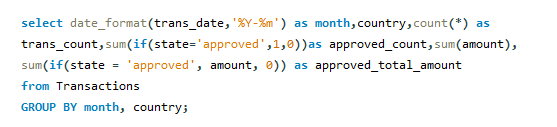 select date_format(trans_date,'%Y-%m') as month,country,count(*) as
trans_count,sum(if(state='approved',1,0))as approved_count,sum(amount),
sum(if(state = 'approved', amount, 0)) as approved_total_amount
from Transactions
GROUP BY month, country;